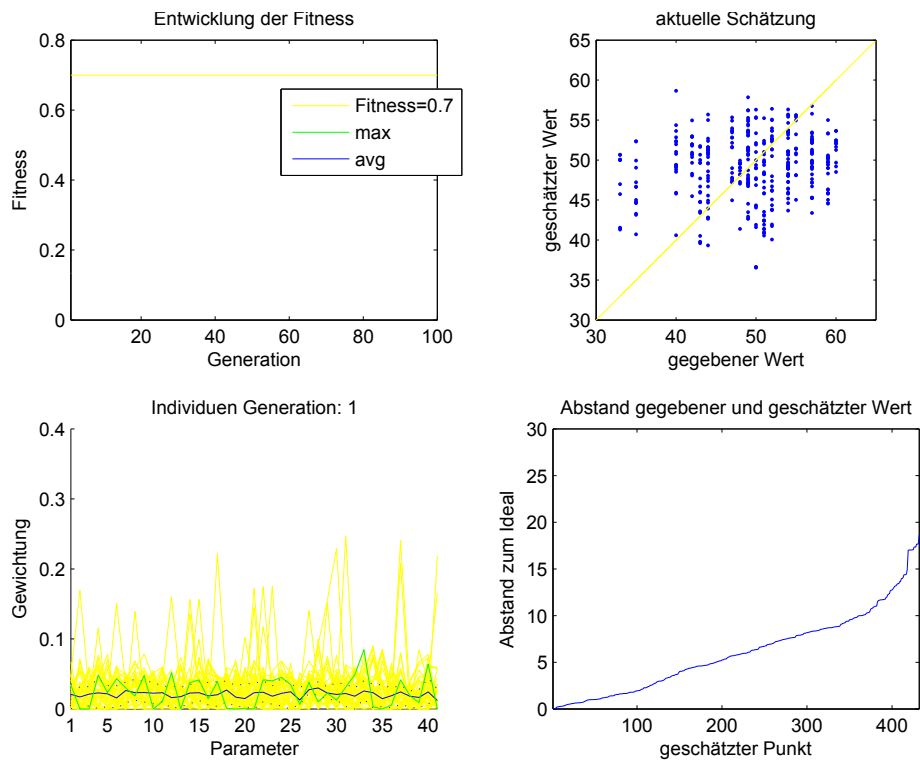 Entwicklung der Fitness
0.8
0.6
0.4
0.2
0
Fitness
20 40 60 80 100
Generation
Fitness=0.7
max
avg
aktuelle Schätzung
65
60
55
50
45
40
35
30
geschätzter Wert
30 40 50 60
gegebener Wert
Individuen Generation: 1
0.4
0.3
0.2
0.1
0
Gewichtung
1 5 10 15 20 25 30 35 40
Parameter
Abstand gegebener und geschätzter Wert
30
25
20
15
10
5
0
Abstand zum Ideal
100 200 300 400
geschätzter Punkt